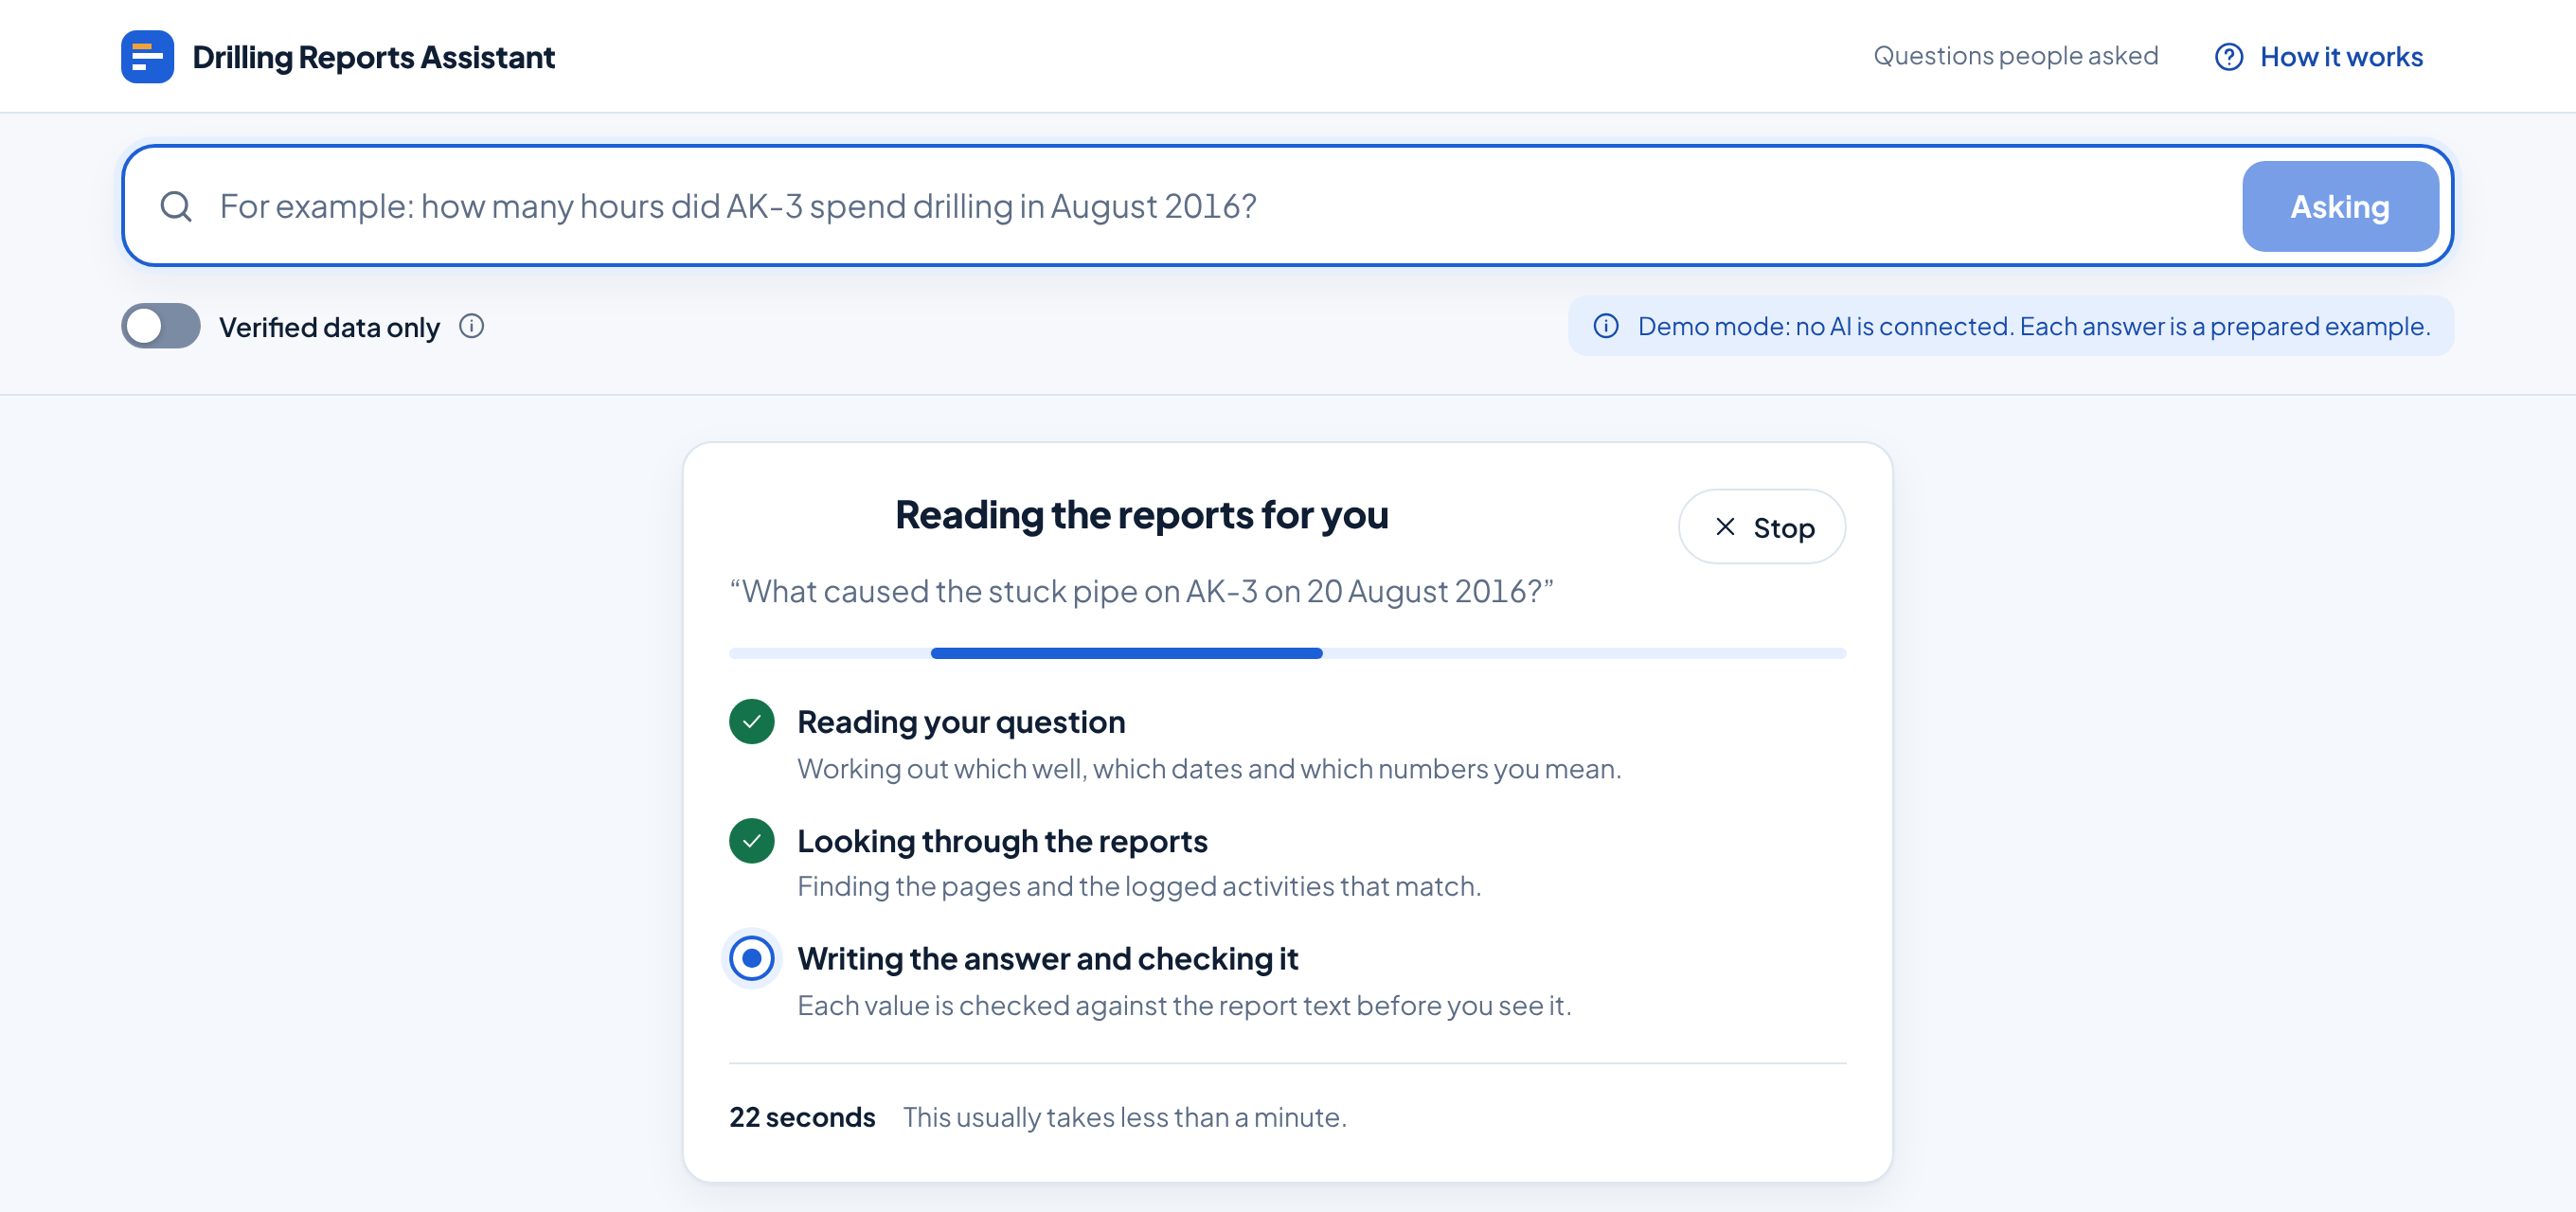 Drilling Reports Assistant
Questions people asked
How it works
For example: how many hours did AK-3 spend drilling in August 2016?
Asking
Verified data only
Demo mode: no AI is connected. Each answer is a prepared example.
Reading the reports for you
Stop
“What caused the stuck pipe on AK-3 on 20 August 2016?”
Reading your question
Working out which well, which dates and which numbers you mean.
Looking through the reports
Finding the pages and the logged activities that match.
Writing the answer and checking it
Each value is checked against the report text before you see it.
22 seconds
This usually takes less than a minute.